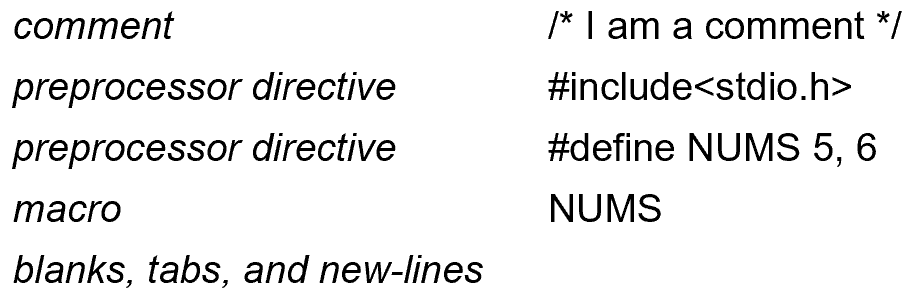 comment /* I am a comment */
preprocessor directive #include<stdio.h>
preprocessor directive #define NUMS 5, 6
macro NUMS
blanks, tabs, and new-lines